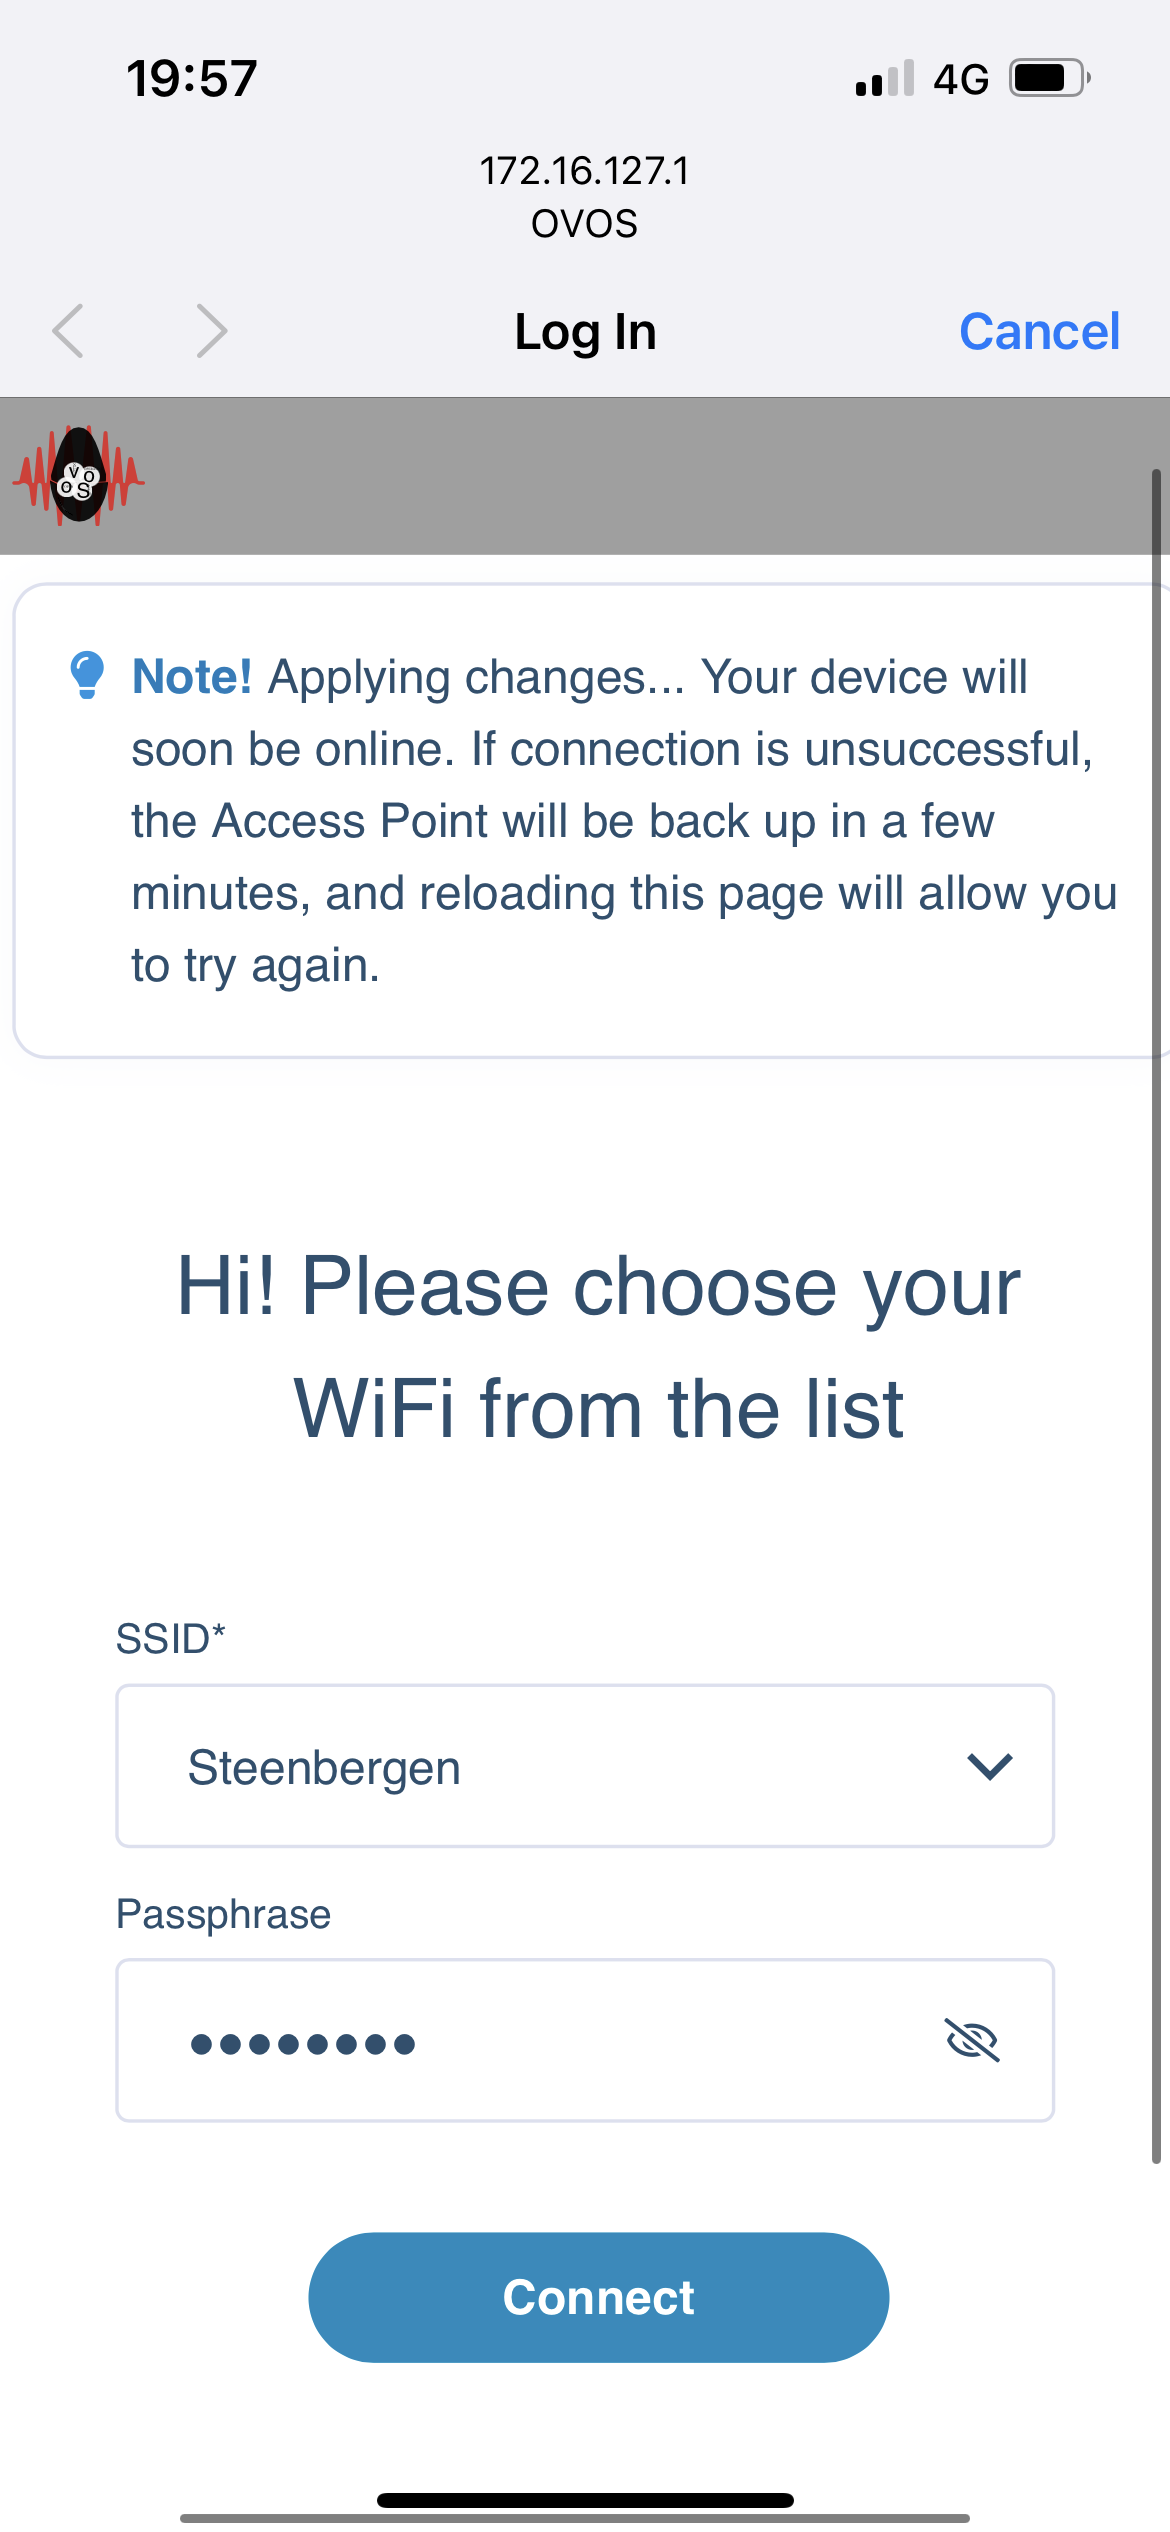 19:57
4G
172.16.127.1
OVOS
Log In
Cancel
OVOS
Note! Applying changes... Your device will
soon be online. If connection is unsuccessful,
the Access Point will be back up in a few
minutes, and reloading this page will allow you
to try again.
Hi! Please choose your
WiFi from the list
SSID*
Steenbergen
Passphrase
••••••••
Connect